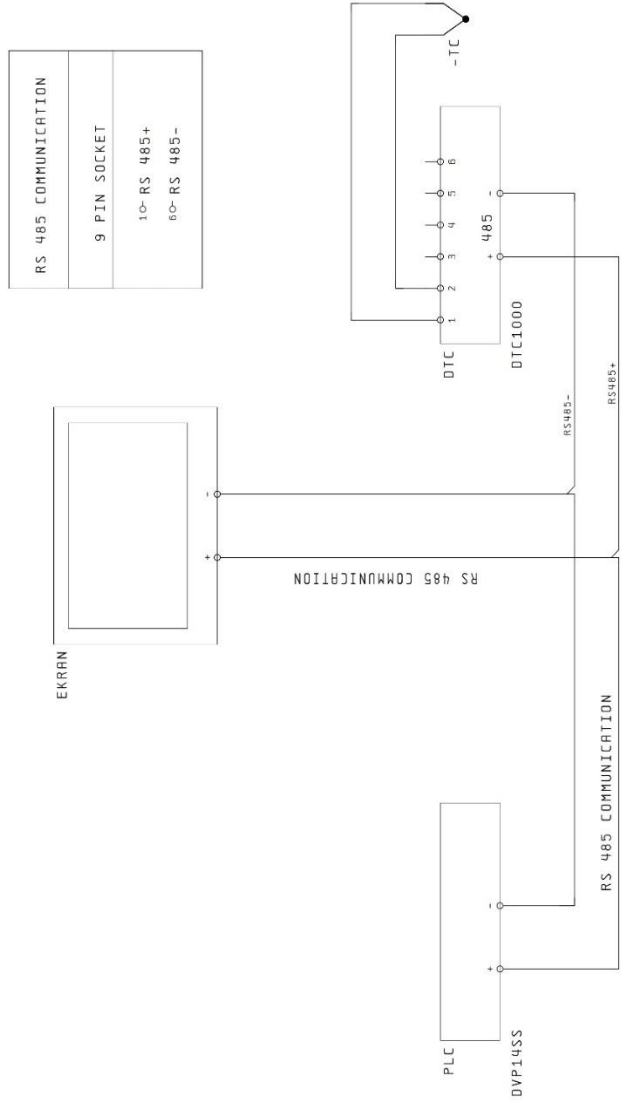 RS 485 COMMUNICATION
9 PIN SOCKET
1 RS 485+
6 RS 485-
EKRAN
+ -
RS 485 COMMUNICATION
PLC
+ -
DVP14SS
RS 485 COMMUNICATION
DTC
1 2 3 4 5 6
+ 485 -
DTC1000
-TC
RS485-
RS485+